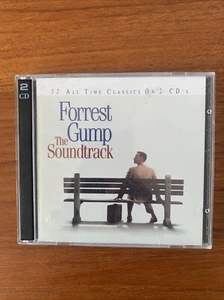 2
CD
32 All Time Classics On 2 CD's
Forrest
Gump
The
Soundtrack